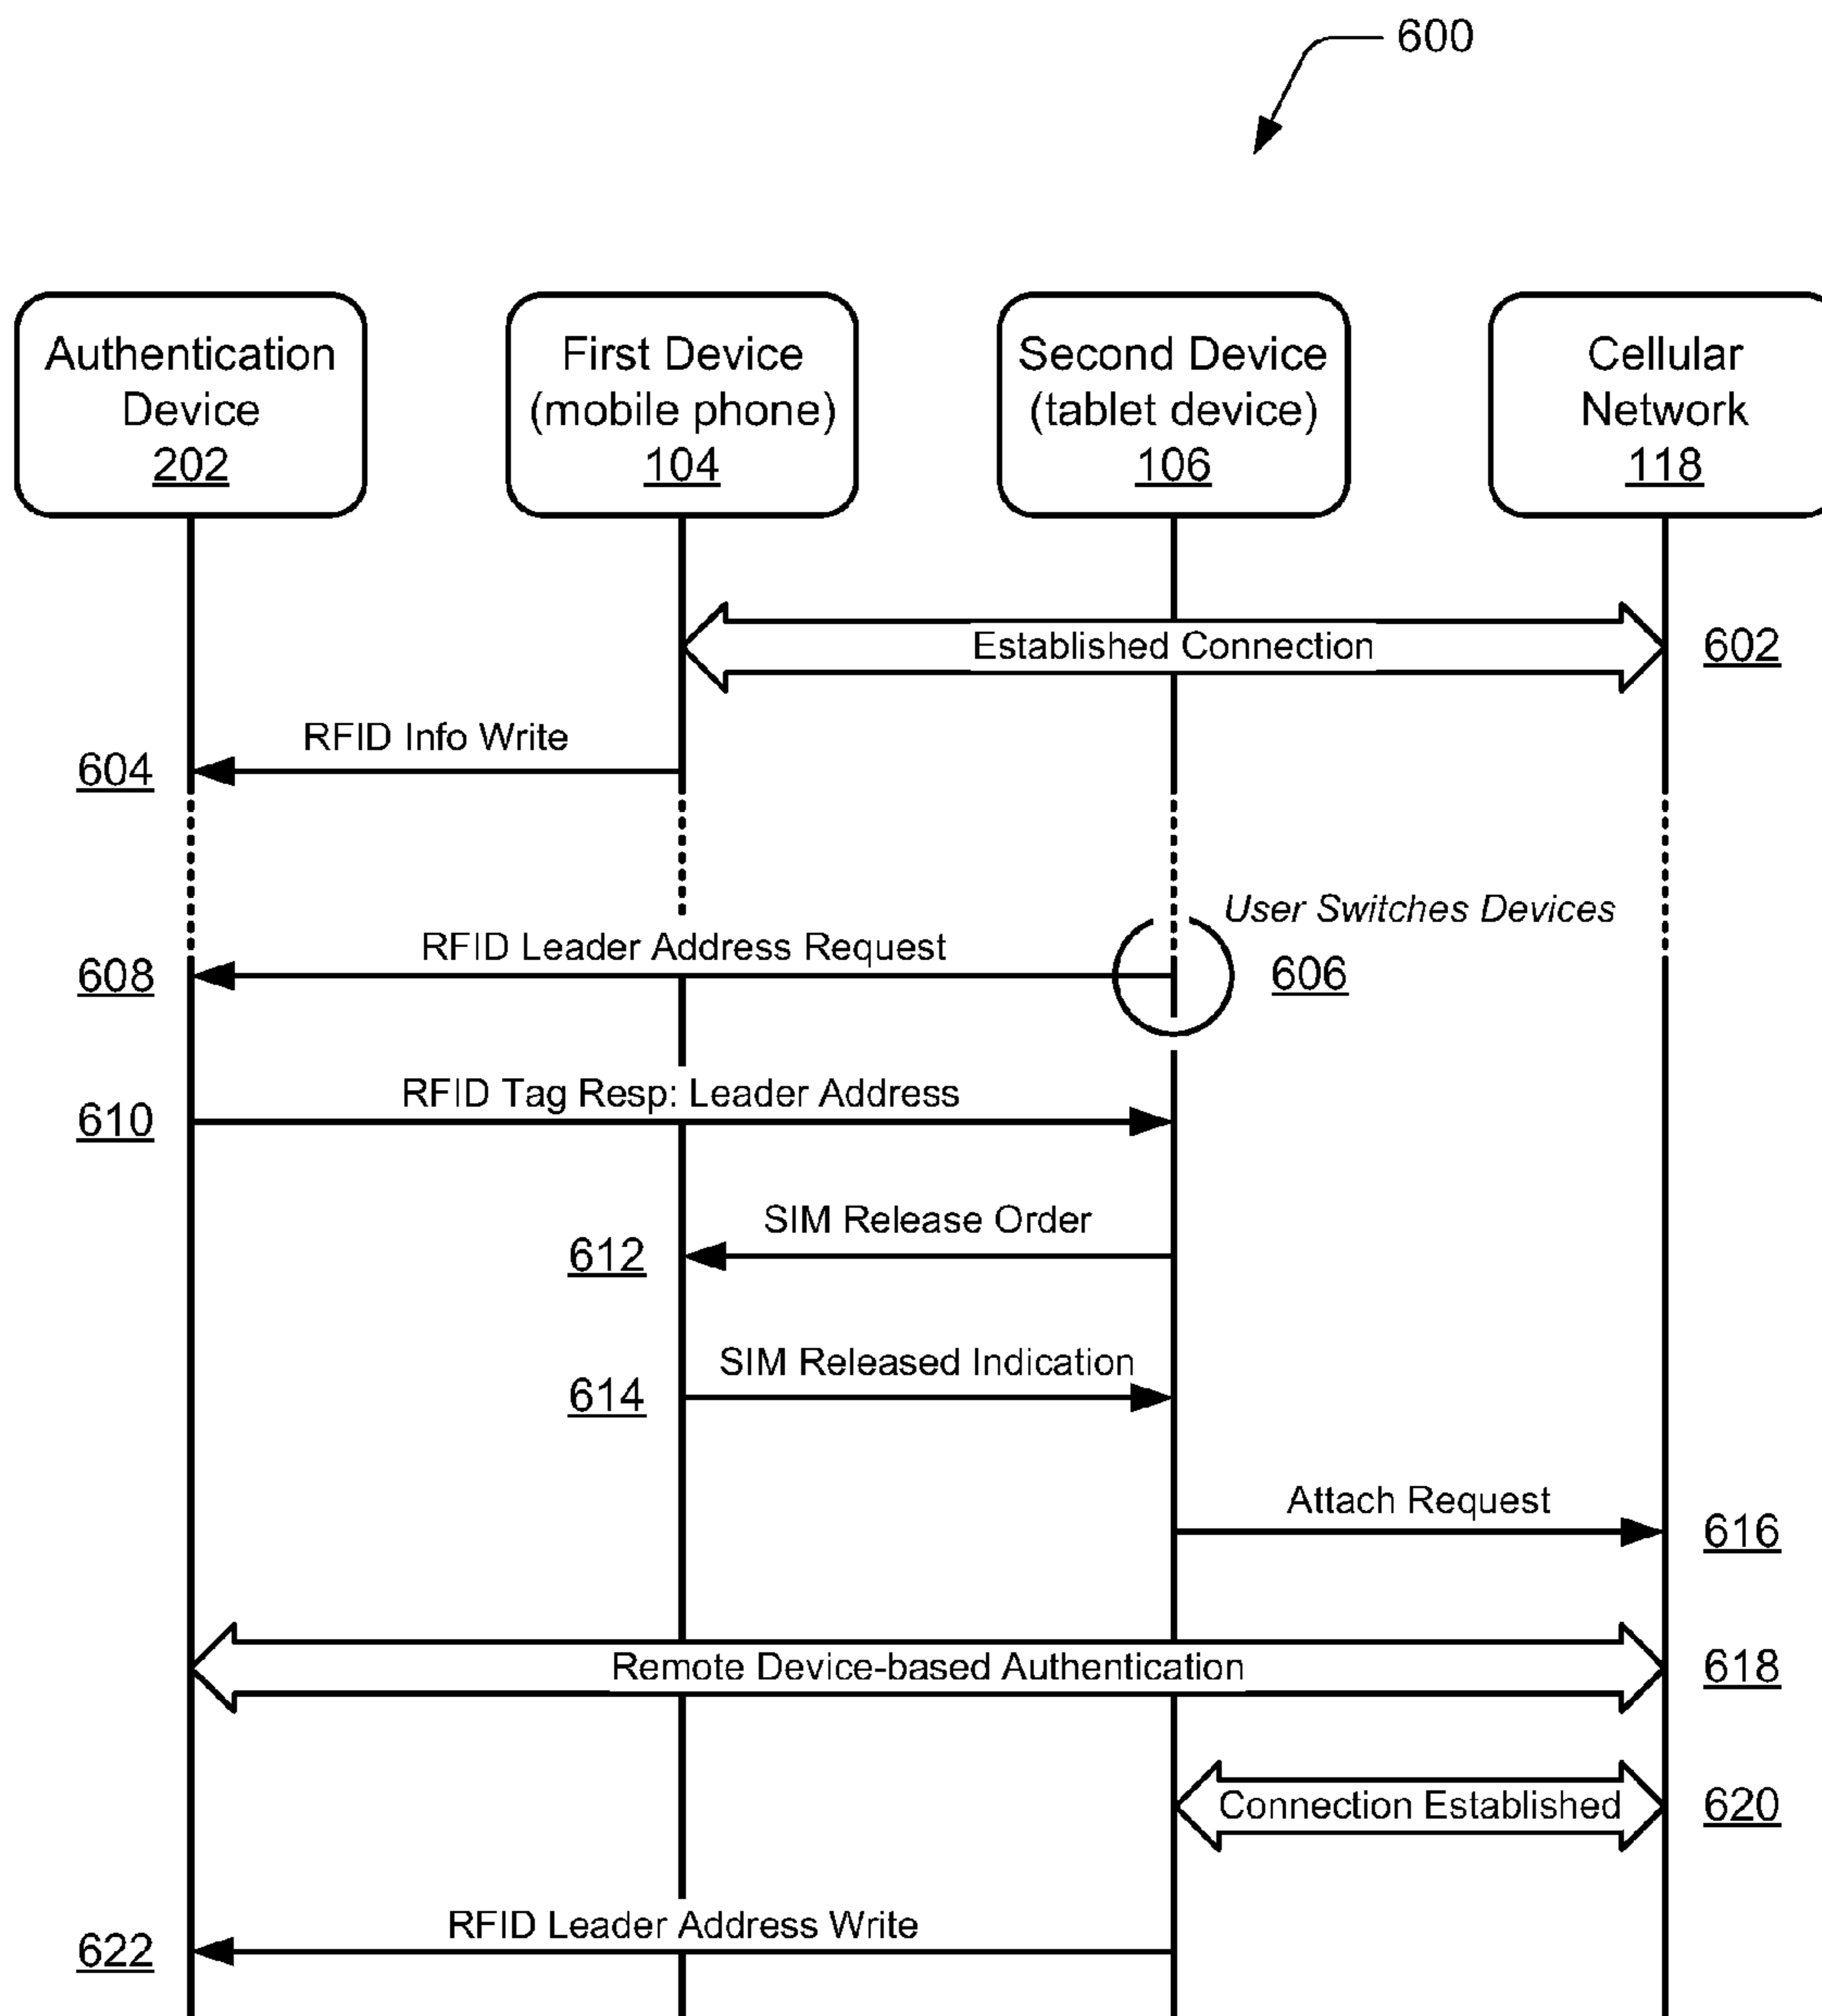 600
Authentication
Device
202
First Device
(mobile phone)
104
Second Device
(tablet device)
106
Cellular
Network
118
Established Connection
602
RFID Info Write
604
User Switches Devices
606
RFID Leader Address Request
608
RFID Tag Resp: Leader Address
610
SIM Release Order
612
SIM Released Indication
614
Attach Request
616
Remote Device-based Authentication
618
Connection Established
620
RFID Leader Address Write
622